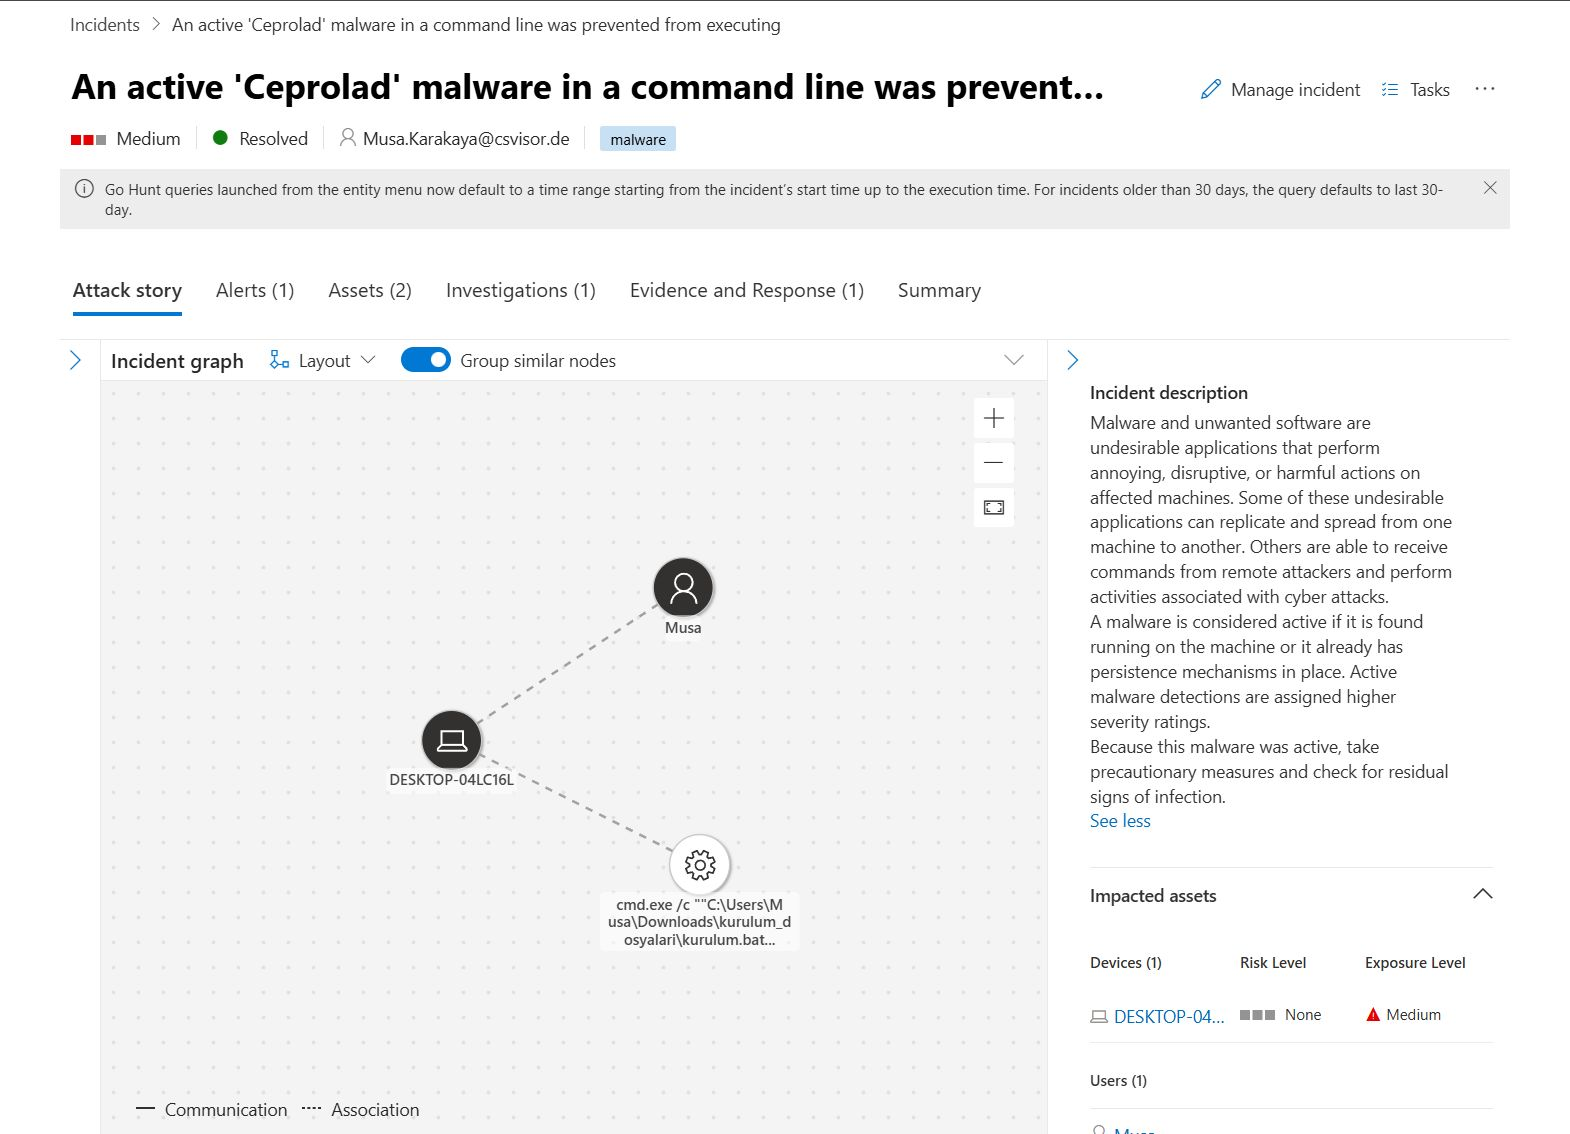 Incidents > An active 'Ceprolad' malware in a command line was prevented from executing
An active 'Ceprolad' malware in a command line was prevent...
Manage incident Tasks ...
Medium Resolved Musa.Karakaya@csvisor.de malware
Go Hunt queries launched from the entity menu now default to a time range starting from the incident's start time up to the execution time. For incidents older than 30 days, the query defaults to last 30-
day.
Attack story Alerts (1) Assets (2) Investigations (1) Evidence and Response (1) Summary
Incident graph Layout Group similar nodes
Musa
DESKTOP-04LC16L
cmd.exe /c ""C:\Users\M
usa\Downloads\kurulum_d
osyalari\kurulum.bat...
Communication Association
Incident description
Malware and unwanted software are
undesirable applications that perform
annoying, disruptive, or harmful actions on
affected machines. Some of these undesirable
applications can replicate and spread from one
machine to another. Others are able to receive
commands from remote attackers and perform
activities associated with cyber attacks.
A malware is considered active if it is found
running on the machine or it already has
persistence mechanisms in place. Active
malware detections are assigned higher
severity ratings.
Because this malware was active, take
precautionary measures and check for residual
signs of infection.
See less
Impacted assets
Devices (1) Risk Level Exposure Level
DESKTOP-04... None Medium
Users (1)